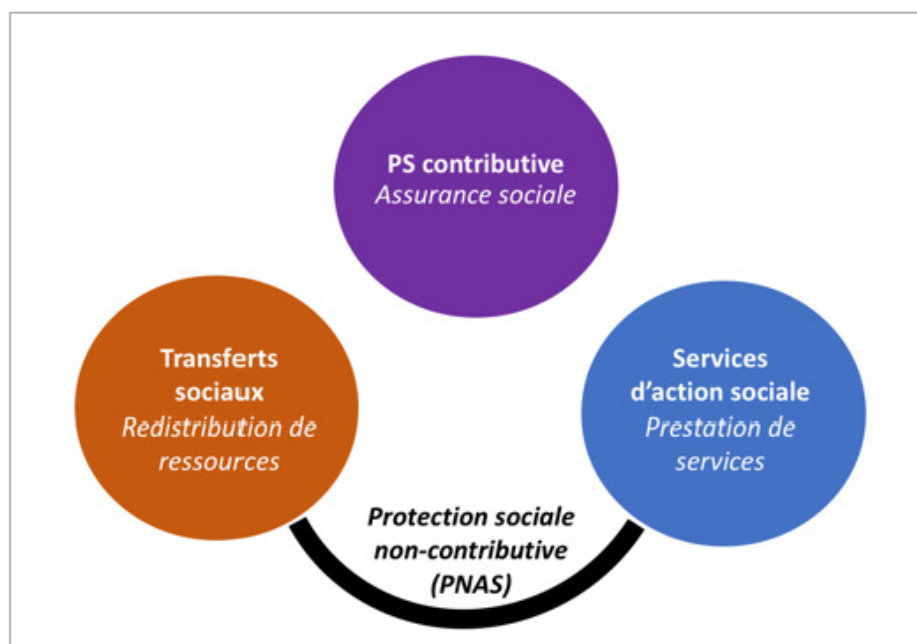 PS contributive
Assurance sociale
Transferts
sociaux
Redistribution de
ressources
Services
d'action sociale
Prestation de
services
Protection sociale
non-contributive
(PNAS)